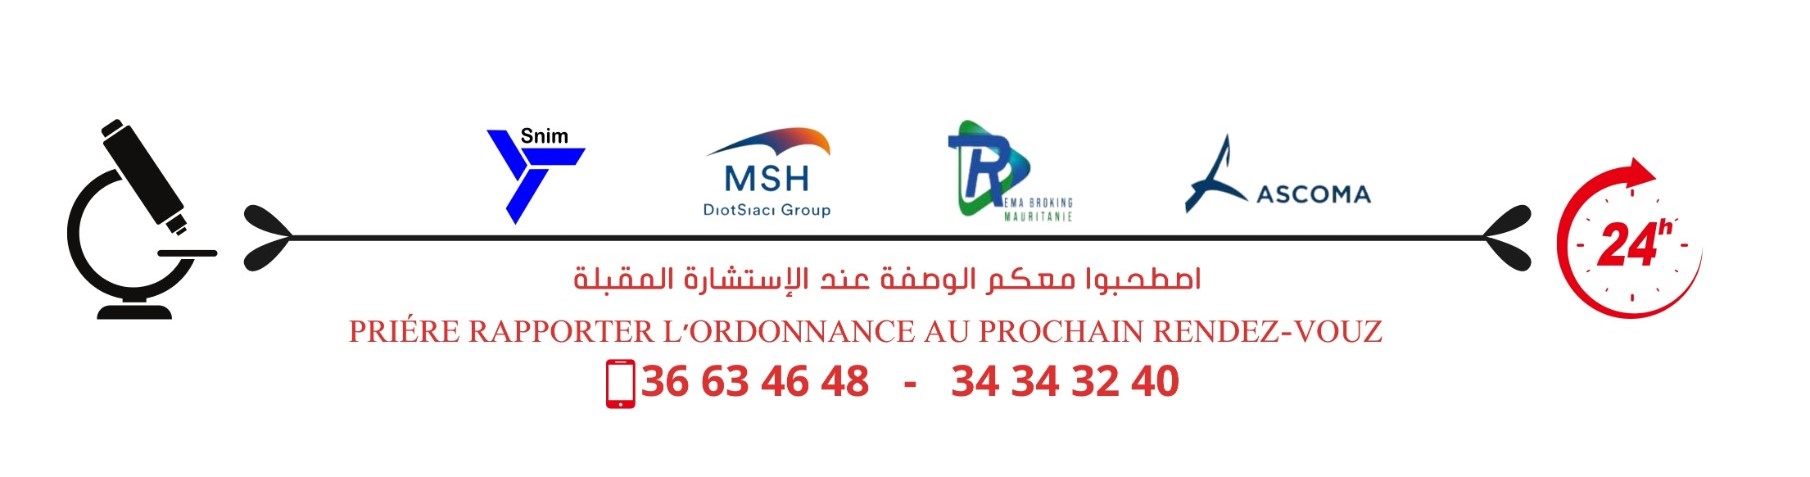 Snim
MSH
DıotSıacı Group
R
EMA BROKING
MAURITANIE
ASCOMA
24h
اصطحبوا معكم الوصفة عند الإستشارة المقبلة
PRIÉRE RAPPORTER L'ORDONNANCE AU PROCHAIN RENDEZ-VOUZ
36 63 46 48 - 34 34 32 40